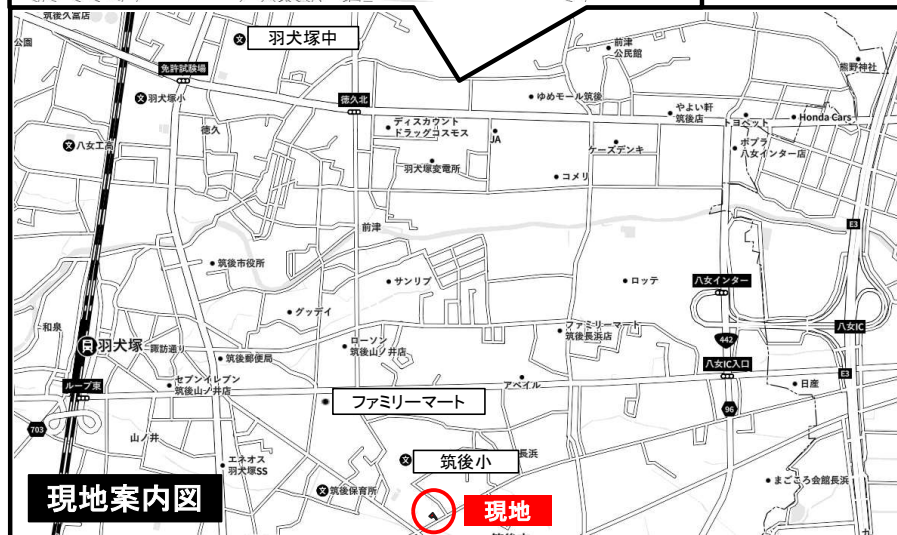 筑後久富店
公園
羽犬塚中
前津
公民館
熊野神社
免許試験場
羽犬塚小
徳久北
ゆめモール筑後
やよい軒
筑後店
トヨペット
Honda Cars
徳久
ディスカウント
ドラッグコスモス
JA
ケーズデンキ
ポプラ
八女インター店
八女工高
羽犬塚変電所
コメリ
前津
E3
筑後市役所
サンリブ
ロッテ
八女インター
グッデイ
和泉
羽犬塚
諏訪通り
筑後郵便局
ローソン
筑後山ノ井店
ファミリーマート
筑後長浜店
442
八女IC
ループ東
セブンイレブン
筑後山ノ井店
アベイル
八女IC入口
E3
日産
ファミリーマート
96
703
山ノ井
エネオス
羽犬塚SS
筑後小
長浜
まごころ会館長浜
現地案内図
筑後保育所
現地